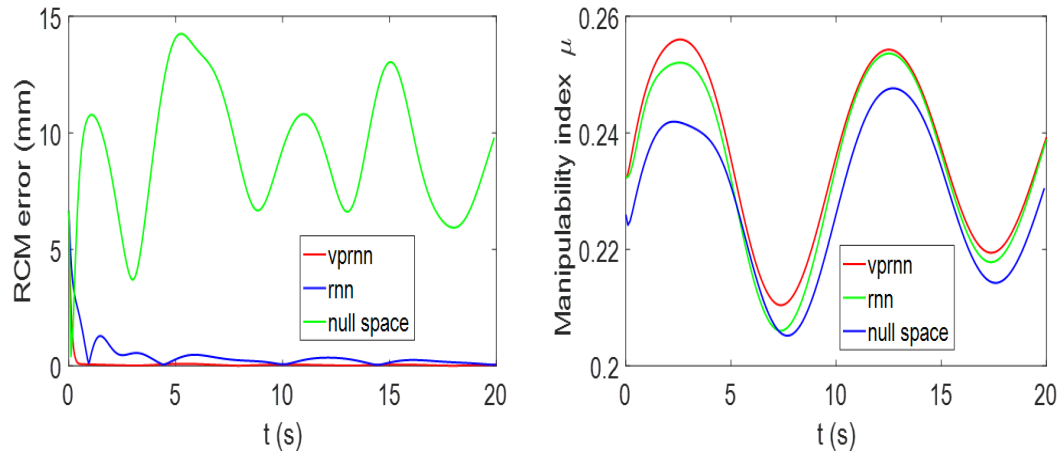 RCM error (mm)
15
10
5
0
vprnn
rnn
null space
0 5 10 15 20
t (s)
Manipulability index μ
0.26
0.24
0.22
0.2
vprnn
rnn
null space
0 5 10 15 20
t (s)